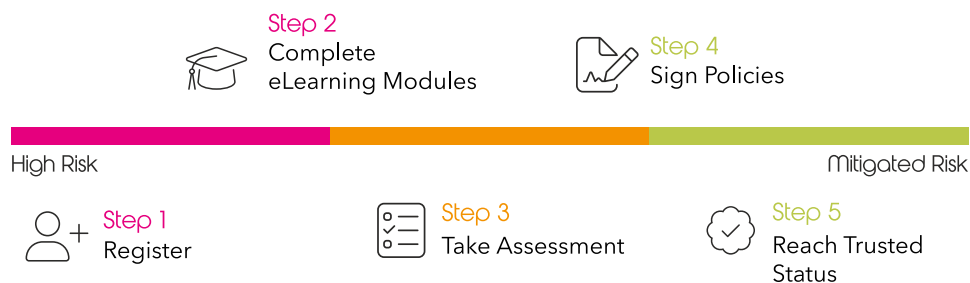 Step 2
Complete
eLearning Modules
Step 4
Sign Policies
High Risk
Mitigated Risk
Step 1
Register
Step 3
Take Assessment
Step 5
Reach Trusted
Status